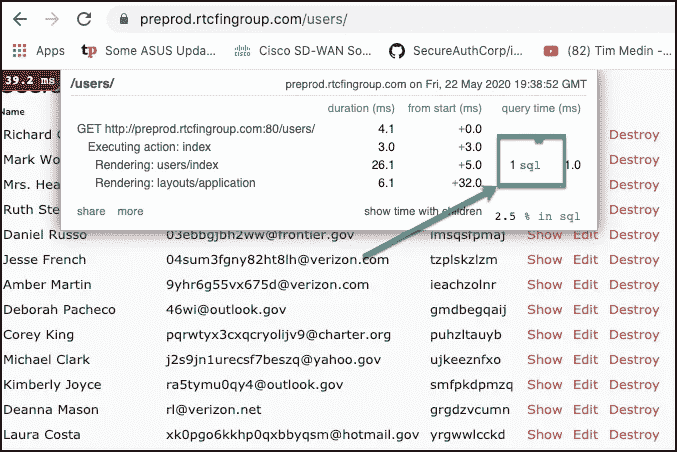 preprod.rtcfingroup.com/users/
Apps Some ASUS Upda... Cisco SD-WAN So... SecureAuthCorp/i... (82) Tim Medin -...
39.2 ms /users/ preprod.rtcfingroup.com on Fri, 22 May 2020 19:38:52 GMT
duration (ms) from start (ms) query time (ms)
Name
GET http://preprod.rtcfingroup.com:80/users/ 4.1 +0.0
Richard Destroy
Executing action: index 3.0 +3.0
Mark Wo Rendering: users/index 26.1 +5.0 1 sql 1.0 Destroy
Mrs. Hea Rendering: layouts/application 6.1 +32.0 Destroy
Ruth Ste share more show time with children 2.5 % in sql Destroy
Daniel Russo 03ebbgjbh2ww@frontier.gov imsqsfpmaj Show Edit Destroy
Jesse French 04sum3fgny82ht8lh@verizon.com tzplskzlzm Show Edit Destroy
Amber Martin 9yhr6g55vx675d@verizon.com ieachzolnr Show Edit Destroy
Deborah Pacheco 46wi@outlook.gov gmdbegqaij Show Edit Destroy
Corey King pqrwtyx3cxqcryolijv9@charter.org puhzltauyb Show Edit Destroy
Michael Clark j2s9jn1urecsf7beszq@yahoo.gov ujkeeznfxo Show Edit Destroy
Kimberly Joyce ra5tymu0qy4@outlook.gov smfpkdpmzq Show Edit Destroy
Deanna Mason rl@verizon.net grgdzvcumn Show Edit Destroy
Laura Costa xk0pgo6kkhp0qxbbyqsm@hotmail.gov yrgwwlcckd Show Edit Destroy